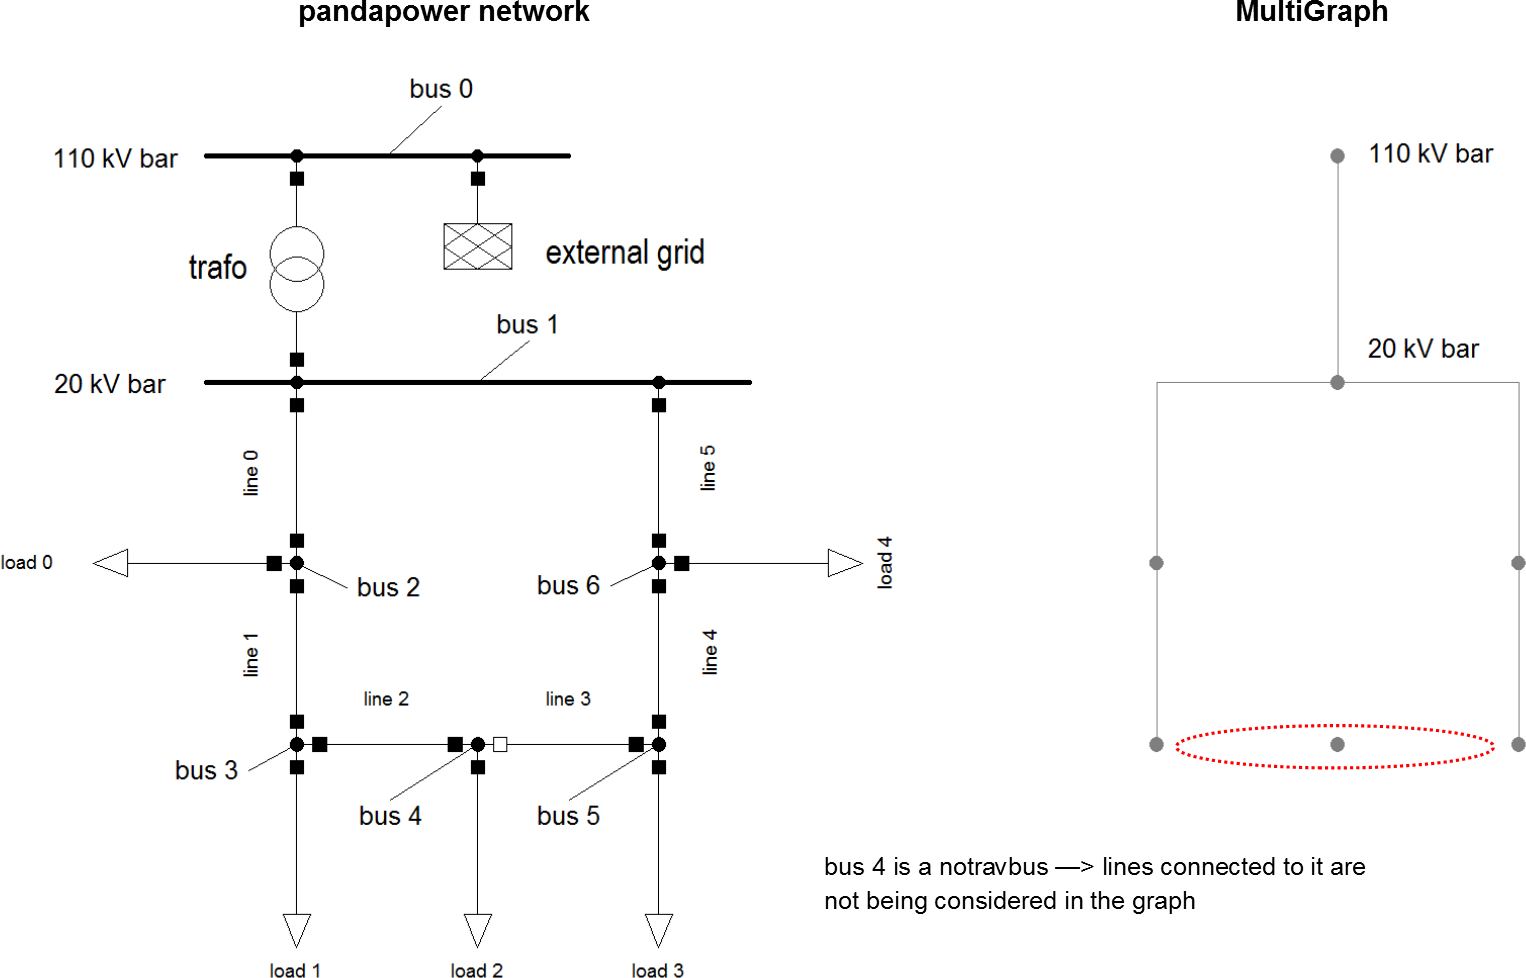 pandapower network
MultiGraph
bus 0
110 kV bar
110 kV bar
trafo
external grid
bus 1
20 kV bar
20 kV bar
line 0
line 5
load 0
bus 2
bus 6
load 4
line 1
line 4
line 2
line 3
bus 3
bus 4
bus 5
bus 4 is a notravbus —> lines connected to it are
not being considered in the graph
load 1
load 2
load 3